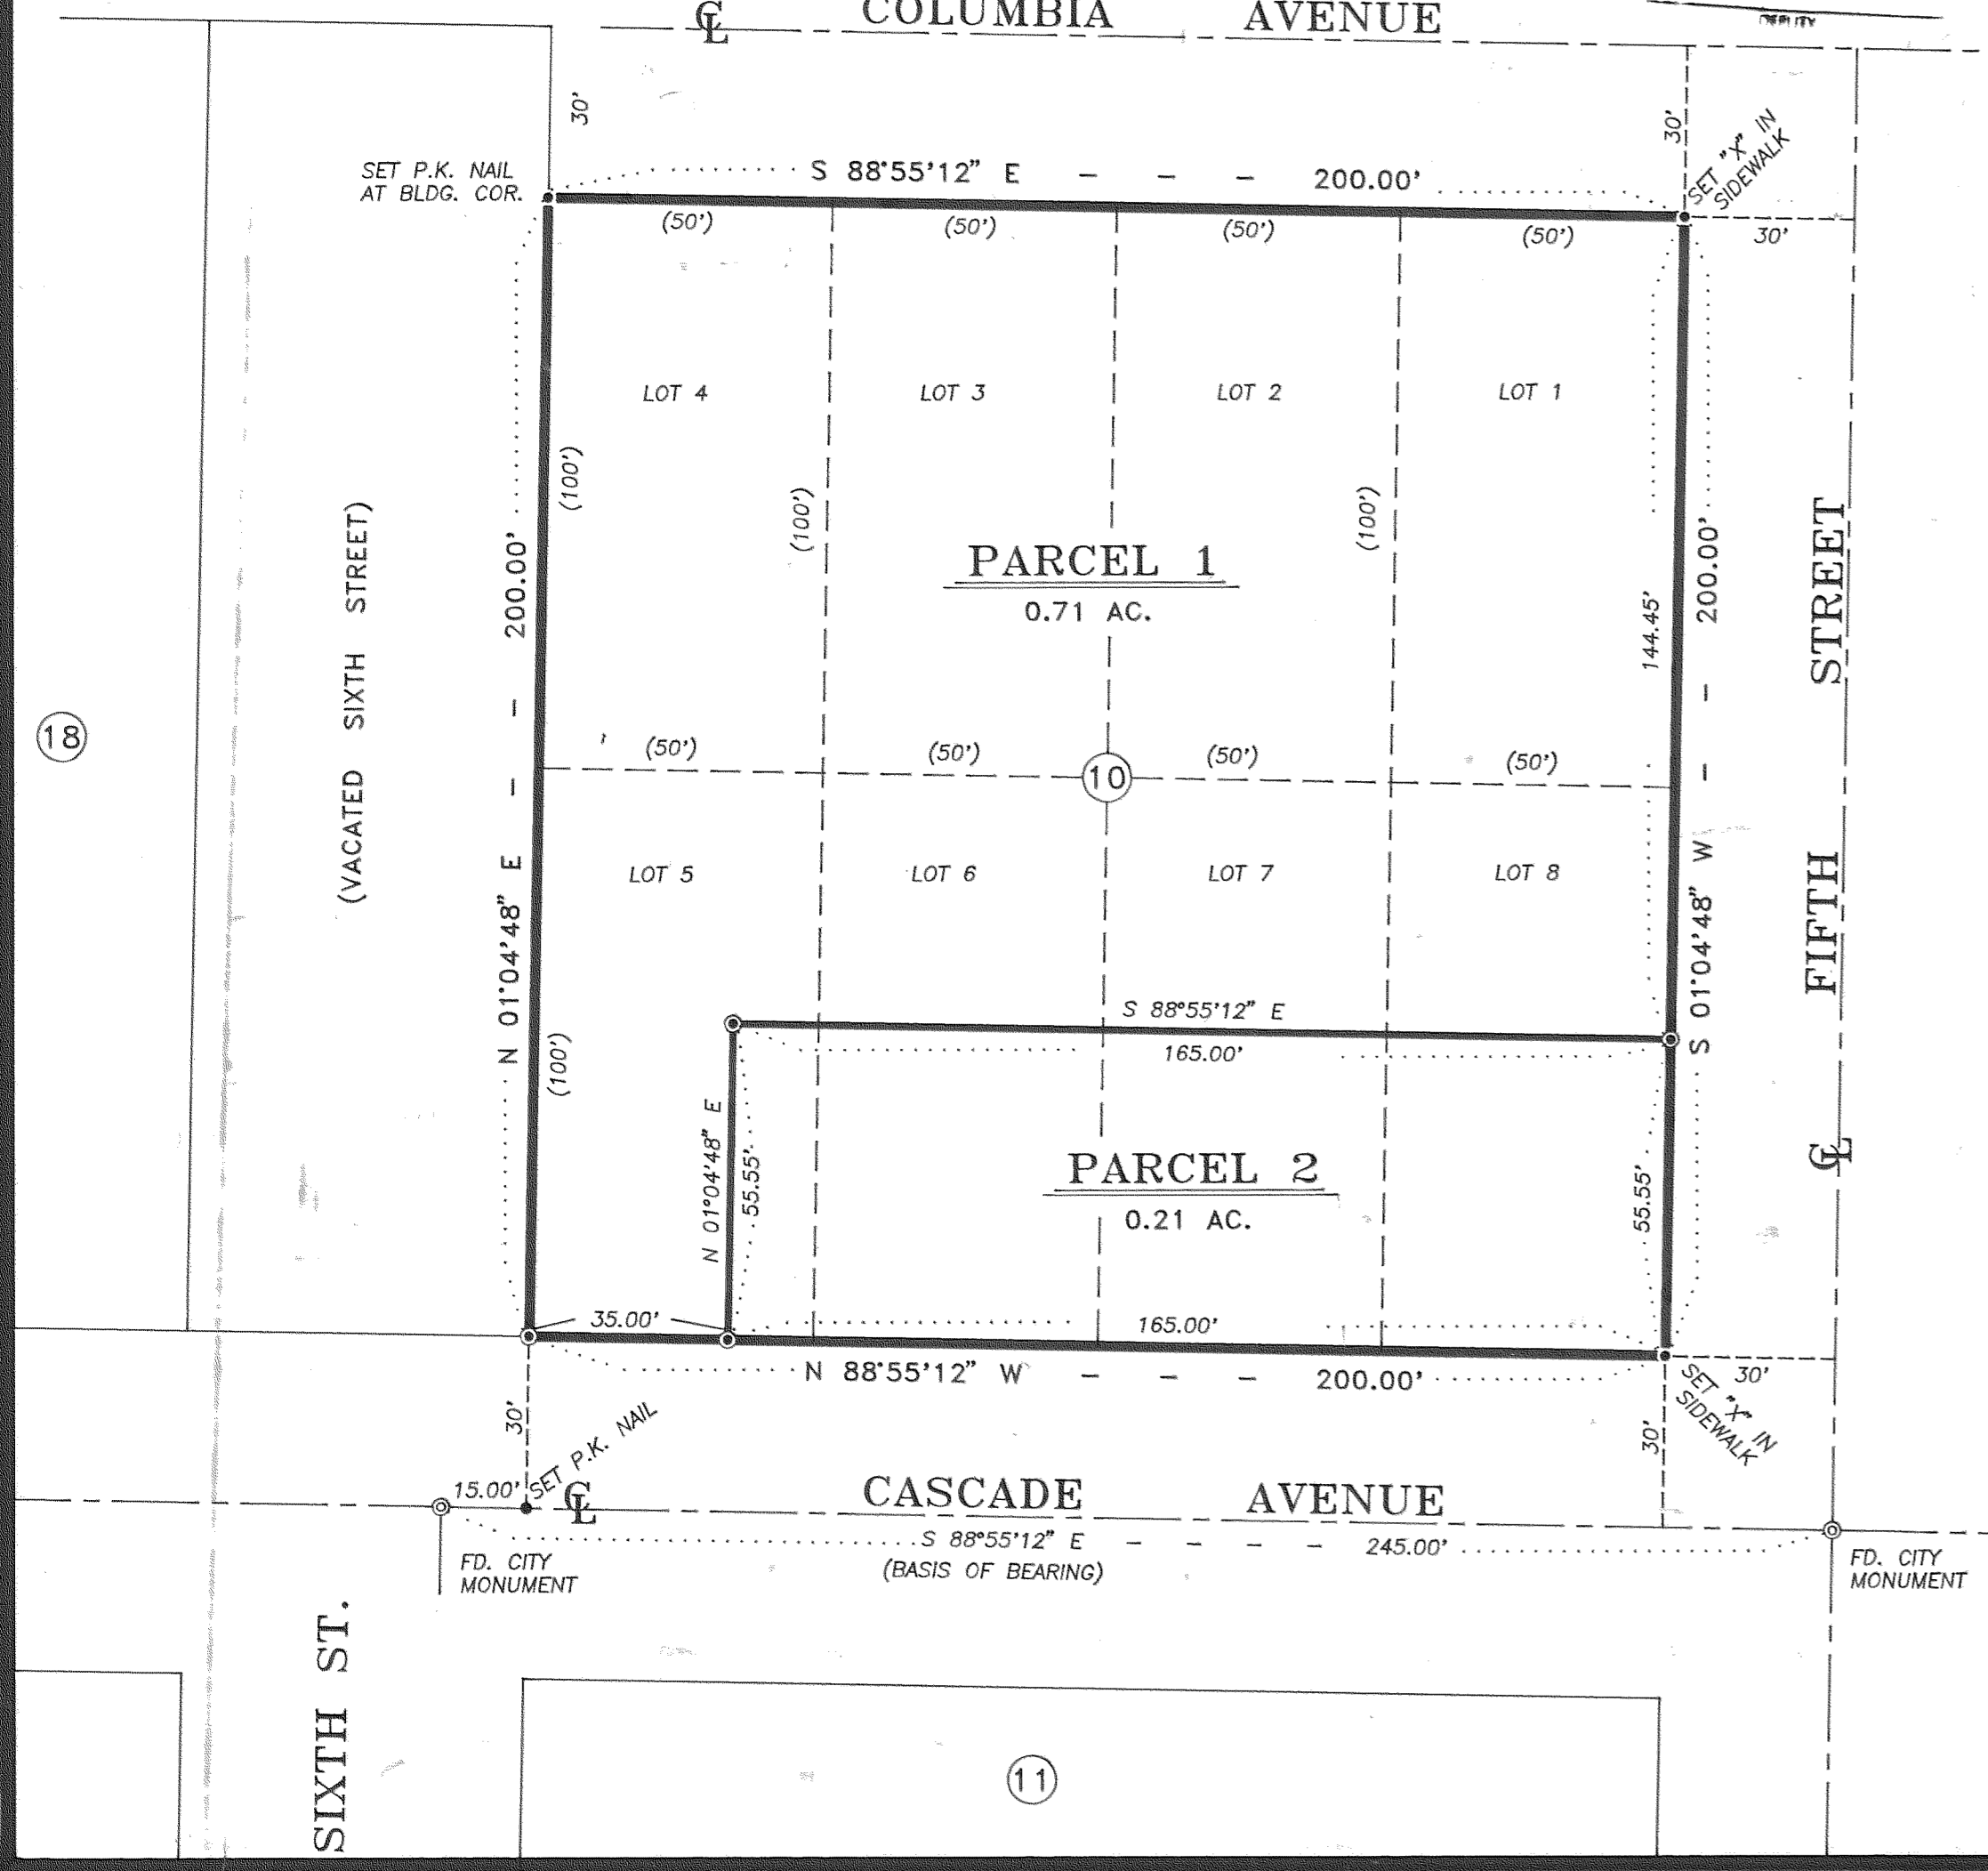 ℄ COLUMBIA AVENUE
30'
30'
SET P.K. NAIL
AT BLDG. COR.
SET "X" IN
SIDEWALK
S 88°55'12" E - - - 200.00'
(50') (50') (50') (50')
30'
LOT 4 LOT 3 LOT 2 LOT 1
(100')
(100')
(100')
(VACATED SIXTH STREET)
N 01°04'48" E - - 200.00'
PARCEL 1
0.71 AC.
144.45'
S 01°04'48" W - - 200.00'
FIFTH STREET
℄
18
(50') (50') (50') (50')
10
LOT 5 LOT 6 LOT 7 LOT 8
(100')
S 88°55'12" E
165.00'
N 01°04'48" E
55.55'
PARCEL 2
0.21 AC.
55.55'
35.00'
165.00'
N 88°55'12" W - - - 200.00'
30'
SET "X" IN
SIDEWALK
30'
30'
SET P.K. NAIL
15.00'
℄ CASCADE AVENUE
S 88°55'12" E - - - 245.00'
(BASIS OF BEARING)
FD. CITY
MONUMENT
FD. CITY
MONUMENT
SIXTH ST.
11